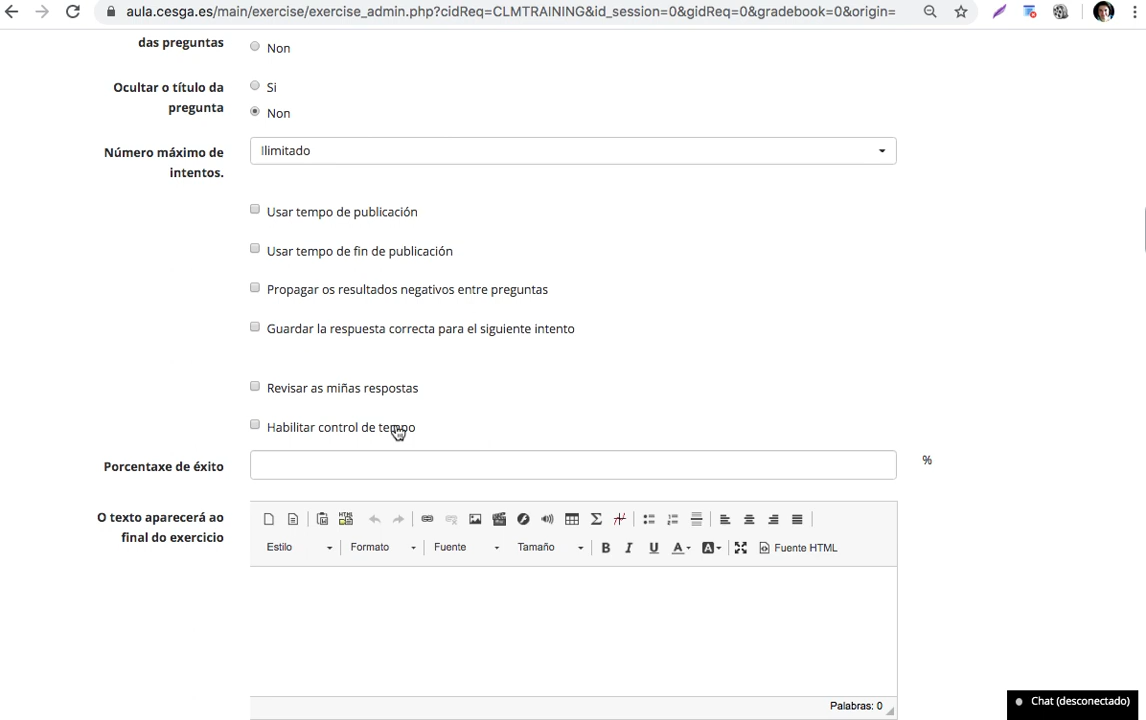 aula.cesga.es/main/exercise/exercise_admin.php?cidReq=CLMTRAINING&id_session=0&gidReq=0&gradebook=0&origin=
das preguntas
Non
Ocultar o título da
pregunta
Si
Non
Número máximo de
intentos.
Ilimitado
Usar tempo de publicación
Usar tempo de fin de publicación
Propagar os resultados negativos entre preguntas
Guardar la respuesta correcta para el siguiente intento
Revisar as miñas respostas
Habilitar control de tempo
Porcentaxe de éxito
%
O texto aparecerá ao
final do exercicio
Estilo Formato Fuente Tamaño B I U A A Fuente HTML
Palabras: 0
Chat (desconectado)